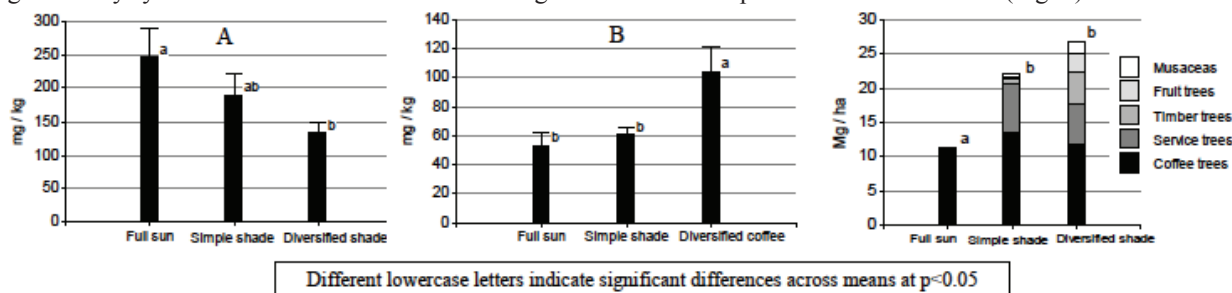 A
300
250
200
150
100
50
0
mg / kg
a
ab
b
Full sun
Simple shade
Diversified shade
B
140
120
100
80
60
40
20
0
mg / kg
b
b
a
Full sun
Simple shade
Diversified coffee
30
25
20
15
10
5
0
Mg / ha
a
b
b
Full sun
Simple shade
Diversified shade
Musaceas
Fruit trees
Timber trees
Service trees
Coffee trees
Different lowercase letters indicate significant differences across means at p<0.05